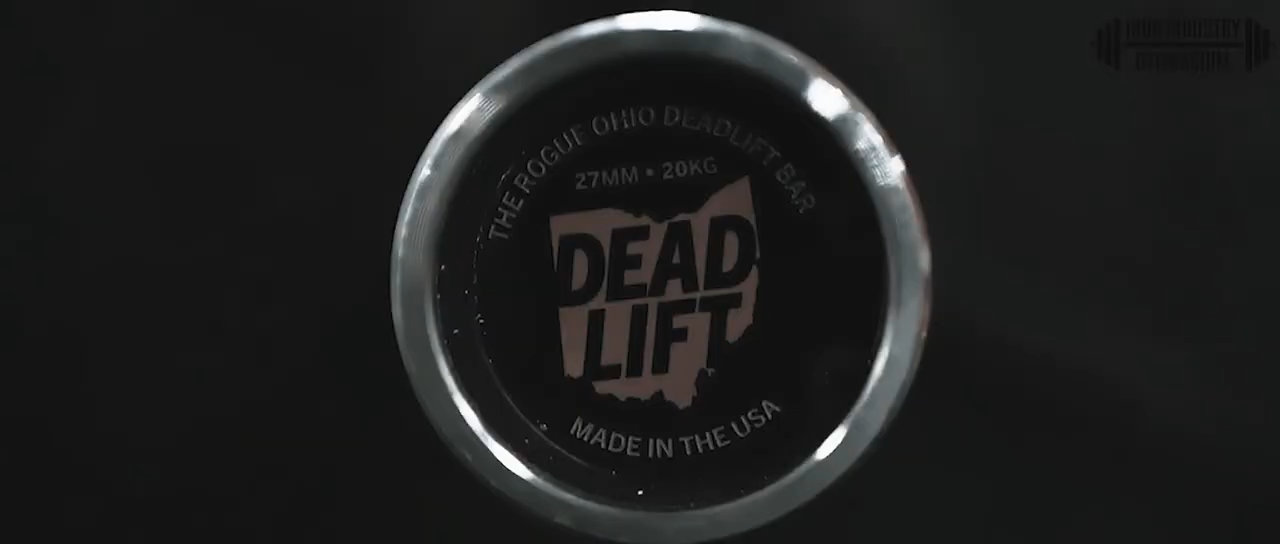 THE ROGUE OHIO DEADLIFT BAR
27MM • 20KG
DEAD
LIFT
MADE IN THE USA